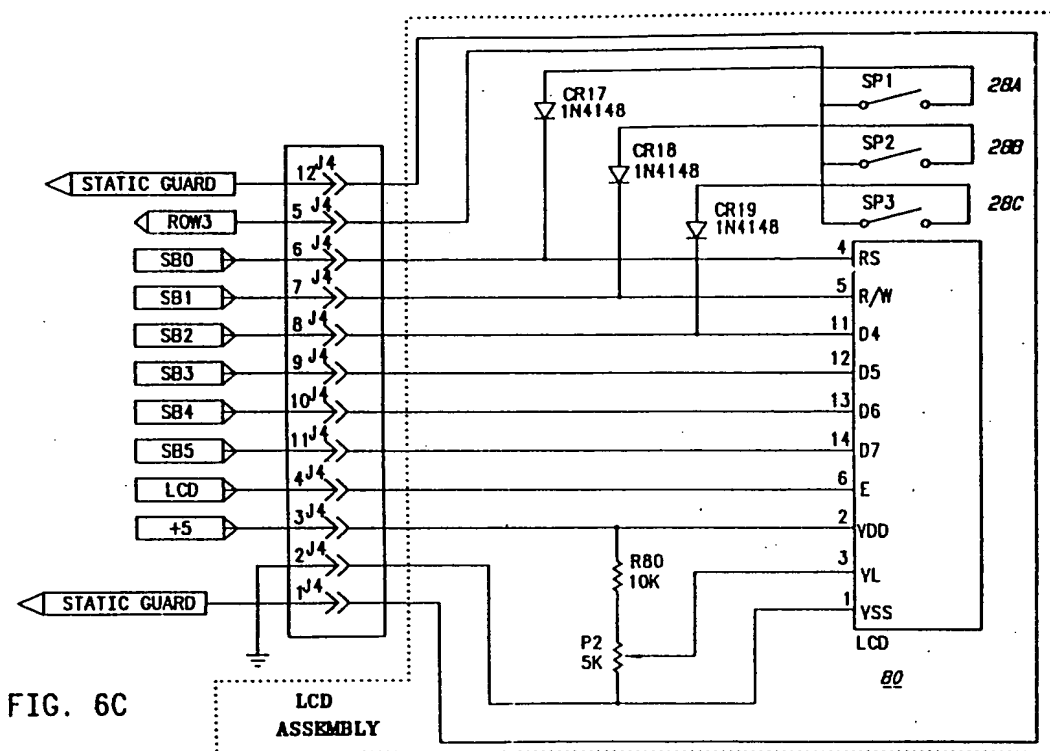 SP1
28A
CR17
1N4148
SP2
28B
CR18
1N4148
J4
12
STATIC GUARD
SP3
28C
CR19
1N4148
J4
5
ROW3
J4
6
SB0
4
RS
J4
7
SB1
5
R/W
J4
8
SB2
11
D4
J4
9
SB3
12
D5
J4
10
SB4
13
D6
J4
11
SB5
14
D7
J4
4
LCD
6
E
J4
3
+5
2
VDD
J4
2
R80
10K
3
VL
J4
1
STATIC GUARD
1
VSS
P2
5K
LCD
80
FIG. 6C
LCD
ASSEMBLY